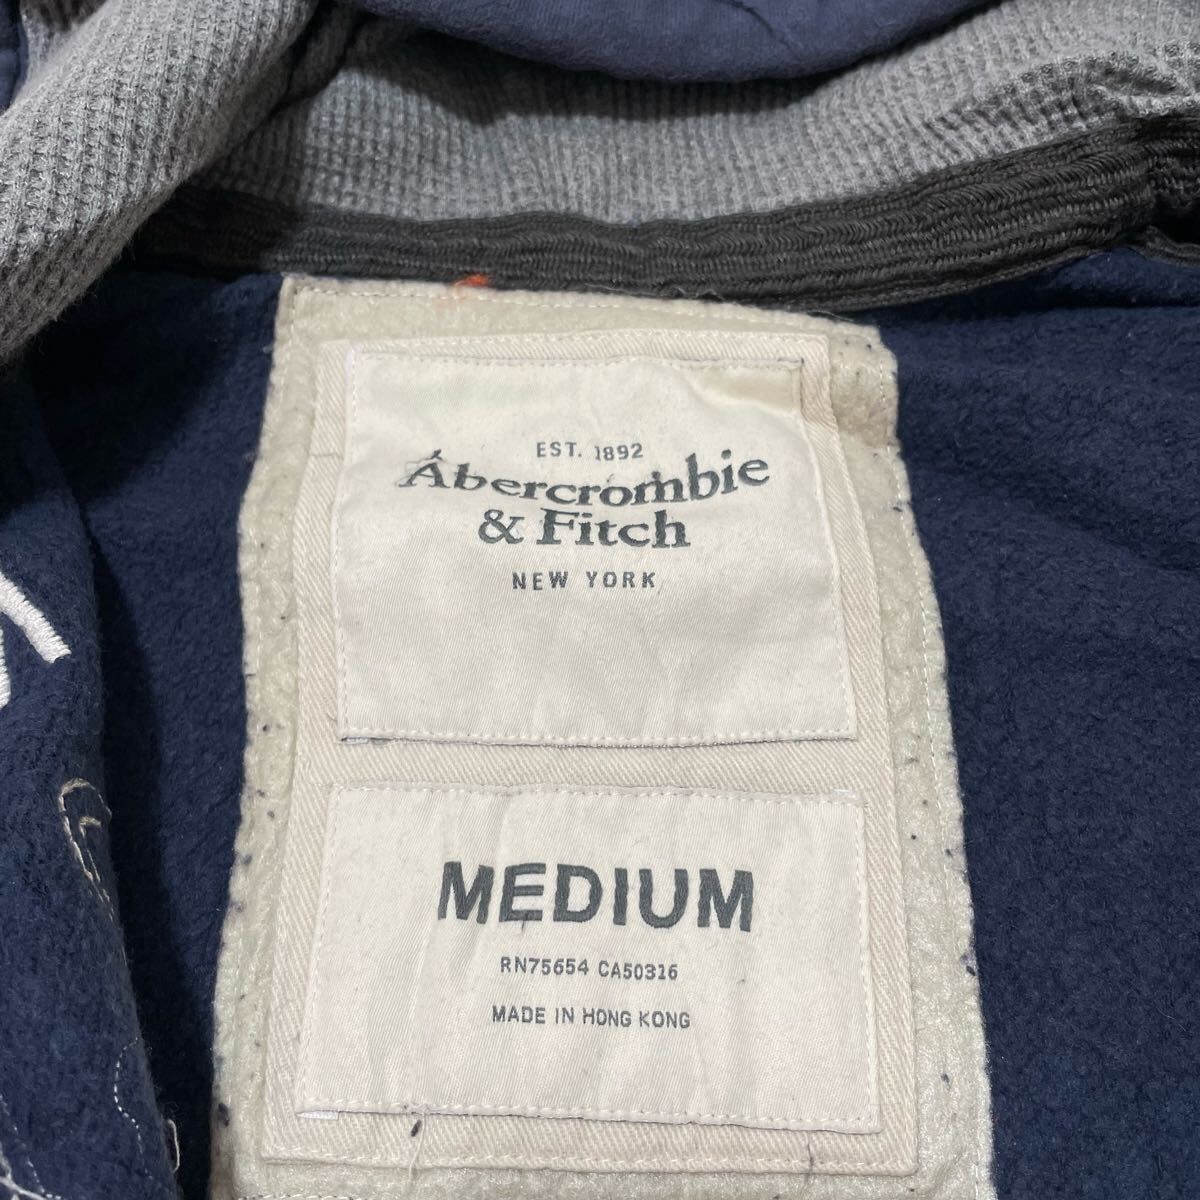 EST. 1892
Abercrombie
& Fitch
NEW YORK
MEDIUM
RN75654 CA50316
MADE IN HONG KONG